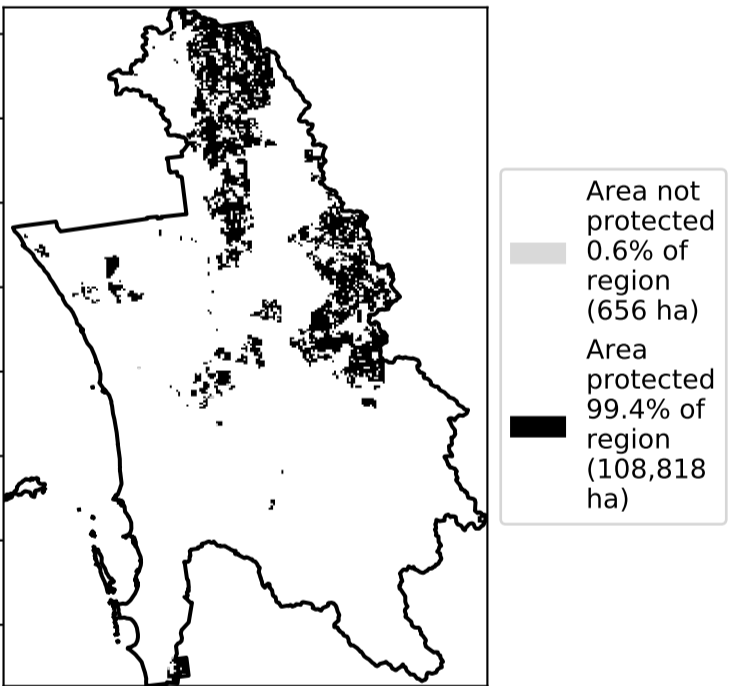 Area not
protected
0.6% of
region
(656 ha)
Area
protected
99.4% of
region
(108,818
ha)